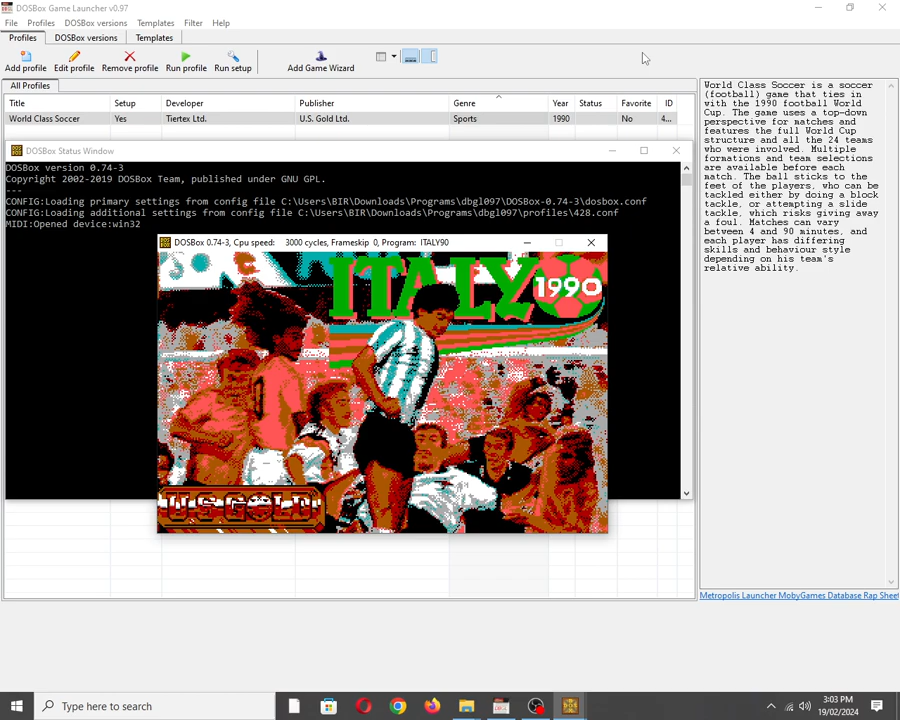 DOSBox Game Launcher v0.97
File Profiles DOSBox versions Templates Filter Help
Profiles DOSBox versions Templates
Add profile Edit profile Remove profile Run profile Run setup Add Game Wizard
All Profiles
Title Setup Developer Publisher Genre Year Status Favorite ID
World Class Soccer Yes Tiertex Ltd. U.S. Gold Ltd. Sports 1990 No 4...
DOSBox Status Window
DOSBox version 0.74-3
Copyright 2002-2019 DOSBox Team, published under GNU GPL.
---
CONFIG:Loading primary settings from config file C:\Users\BIR\Downloads\Programs\dbgl097\DOSBox-0.74-3\dosbox.conf
CONFIG:Loading additional settings from config file C:\Users\BIR\Downloads\Programs\dbgl097\profiles\428.conf
MIDI:Opened device:win32
DOSBox 0.74-3, Cpu speed: 3000 cycles, Frameskip 0, Program: ITALY90
ITALY 1990
U.S. GOLD
World Class Soccer is a soccer
(football) game that ties in
with the 1990 football World
Cup. The game uses a top-down
perspective for matches and
features the full World Cup
structure and all the 24 teams
who were involved. Multiple
formations and team selections
are available before each
match. The ball sticks to the
feet of the players, who can be
tackled either by doing a block
tackle, or attempting a slide
tackle, which risks giving away
a foul. Matches can vary
between 4 and 90 minutes, and
each player has differing
skills and behaviour style
depending on his team's
relative ability.
Metropolis Launcher MobyGames Database Rap Sheet
Type here to search
3:03 PM
19/02/2024